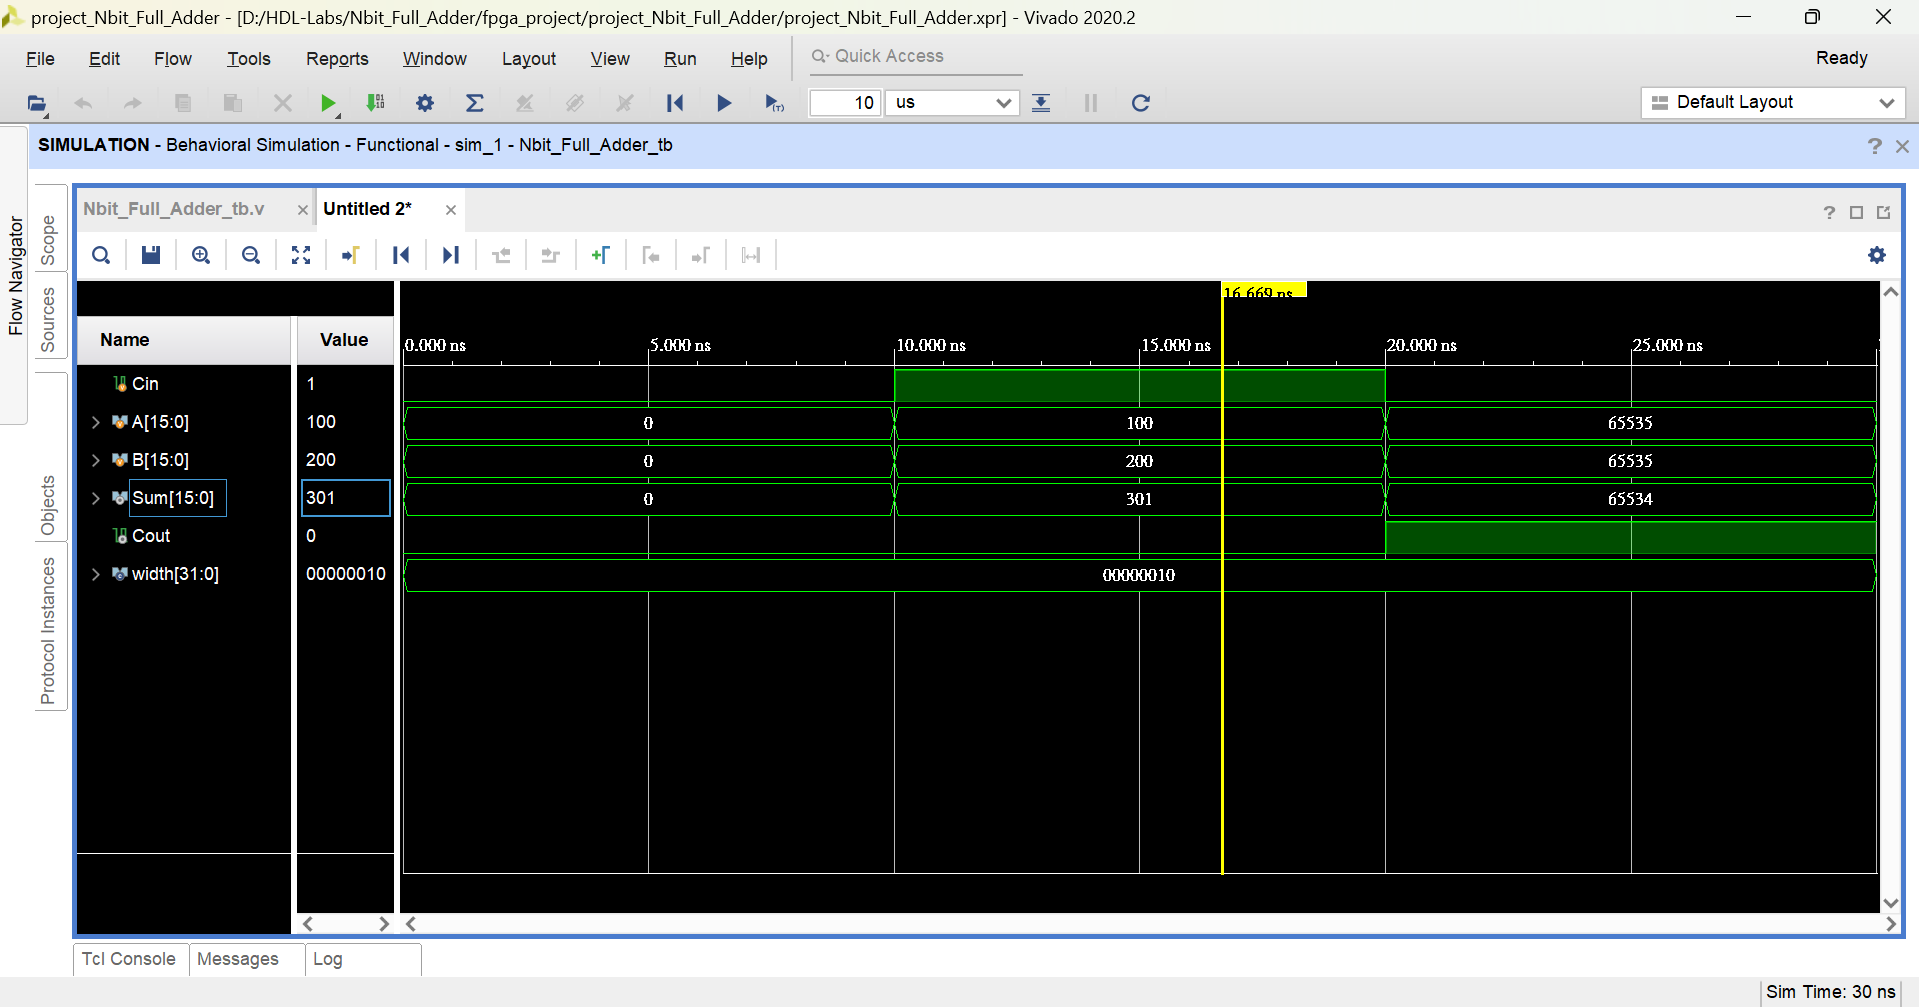 project_Nbit_Full_Adder - [D:/HDL-Labs/Nbit_Full_Adder/fpga_project/project_Nbit_Full_Adder/project_Nbit_Full_Adder.xpr] - Vivado 2020.2
File Edit Flow Tools Reports Window Layout View Run Help Quick Access Ready
10 us Default Layout
SIMULATION - Behavioral Simulation - Functional - sim_1 - Nbit_Full_Adder_tb
Flow Navigator
Scope
Sources
Objects
Protocol Instances
Nbit_Full_Adder_tb.v Untitled 2*
16.669 ns
Name Value 0.000 ns 5.000 ns 10.000 ns 15.000 ns 20.000 ns 25.000 ns
Cin 1
A[15:0] 100 0 100 65535
B[15:0] 200 0 200 65535
Sum[15:0] 301 0 301 65534
Cout 0
width[31:0] 00000010 00000010
Tcl Console Messages Log
Sim Time: 30 ns